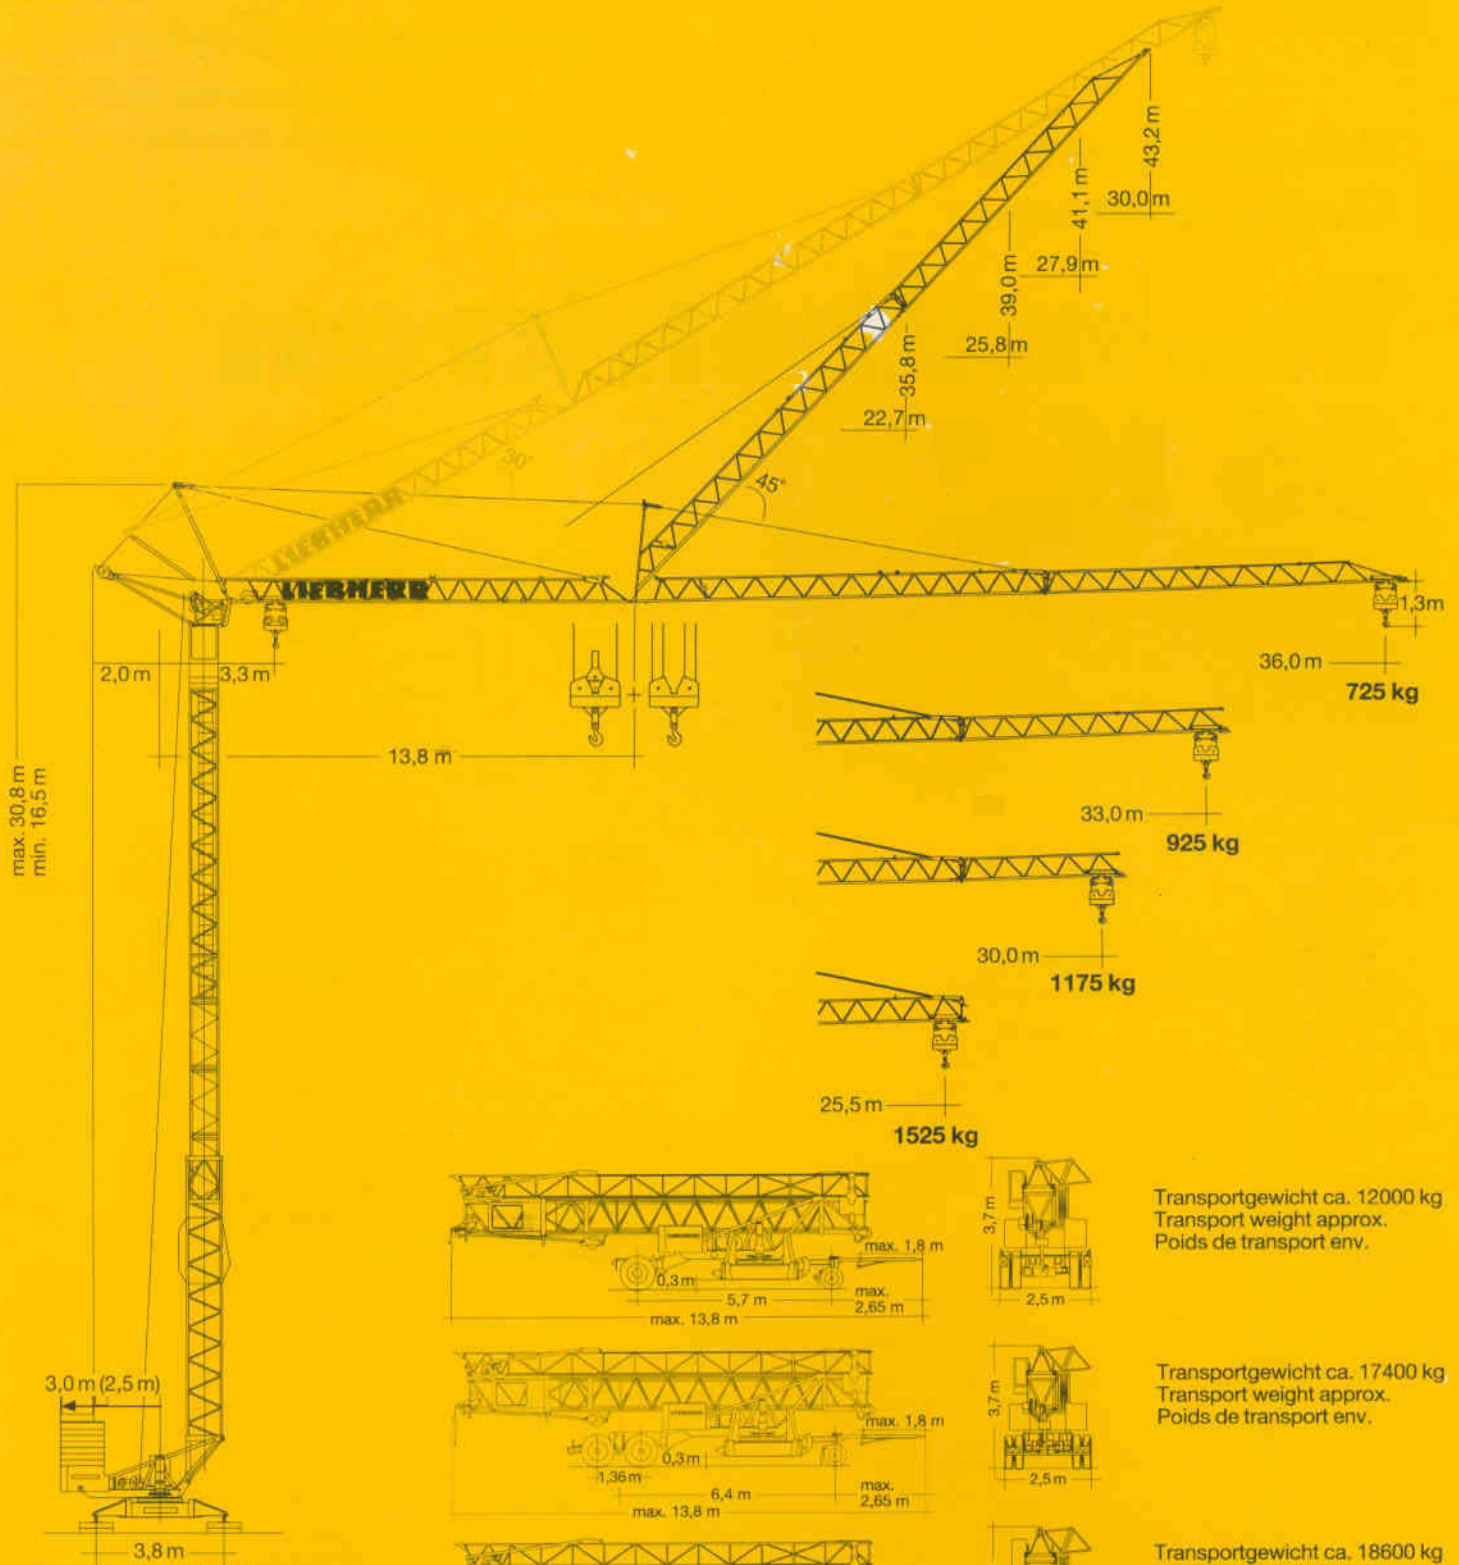 43,2 m
30,0 m
41,1 m
27,9 m
39,0 m
25,8 m
35,8 m
22,7 m
30°
45°
LIEBHERR
LIEBHERR
1,3m
2,0 m
3,3 m
36,0 m
725 kg
13,8 m
max. 30,8 m
min. 16,5 m
33,0 m
925 kg
30,0 m
1175 kg
25,5 m
1525 kg
Transportgewicht ca. 12000 kg
Transport weight approx.
Poids de transport env.
3,7 m
max. 1,8 m
0,3 m
5,7 m
max.
2,65 m
max. 13,8 m
2,5 m
Transportgewicht ca. 17400 kg
Transport weight approx.
Poids de transport env.
3,7 m
3,0 m (2,5 m)
max. 1,8 m
0,3 m
1,36 m
6,4 m
max.
2,65 m
max. 13,8 m
2,5 m
3,8 m
Transportgewicht ca. 18600 kg